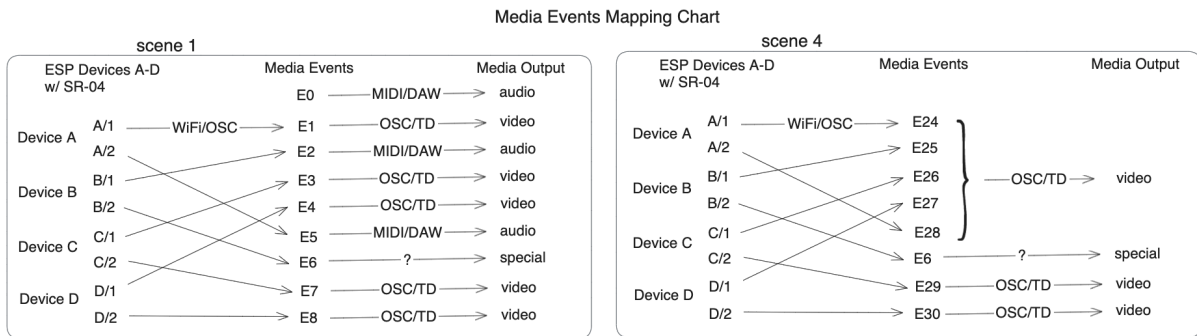 Media Events Mapping Chart
scene 1
ESP Devices A-D Media Events Media Output
w/ SR-04
E0 MIDI/DAW audio
Device A
A/1 WiFi/OSC E1 OSC/TD video
A/2 E2 MIDI/DAW audio
Device B
B/1 E3 OSC/TD video
B/2 E4 OSC/TD video
Device C
C/1 E5 MIDI/DAW audio
C/2 E6 ? special
Device D
D/1 E7 OSC/TD video
D/2 E8 OSC/TD video
scene 4
ESP Devices A-D Media Events Media Output
w/ SR-04
Device A
A/1 WiFi/OSC E24
A/2 E25
Device B
B/1 E26 OSC/TD video
B/2 E27
Device C
C/1 E28
C/2 E6 ? special
Device D
D/1 E29 OSC/TD video
D/2 E30 OSC/TD video